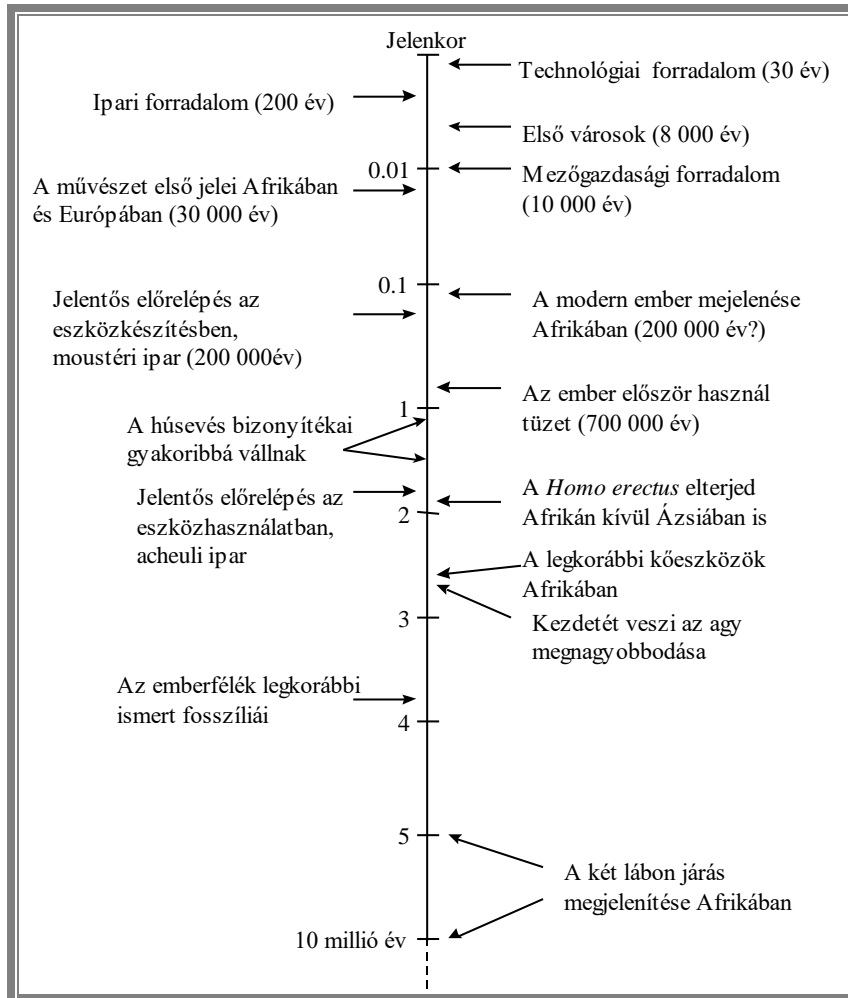 Jelenkor
Technológiai forradalom (30 év)
Ipari forradalom (200 év)
Első városok (8 000 év)
0.01
Mezőgazdasági forradalom
(10 000 év)
A művészet első jelei Afrikában
és Európában (30 000 év)
0.1
Jelentős előrelépés az
eszközkészítésben,
moustéri ipar (200 000év)
A modern ember mejelenése
Afrikában (200 000 év?)
Az ember először használ
tüzet (700 000 év)
1
A húsevés bizonyítékai
gyakoribbá vállnak
Jelentős előrelépés az
eszközhasználatban,
acheuli ipar
A Homo erectus elterjed
Afrikán kívül Ázsiában is
2
A legkorábbi kőeszközök
Afrikában
3
Kezdetét veszi az agy
megnagyobbodása
Az emberfélék legkorábbi
ismert fosszíliái
4
5
A két lábon járás
megjelenítése Afrikában
10 millió év